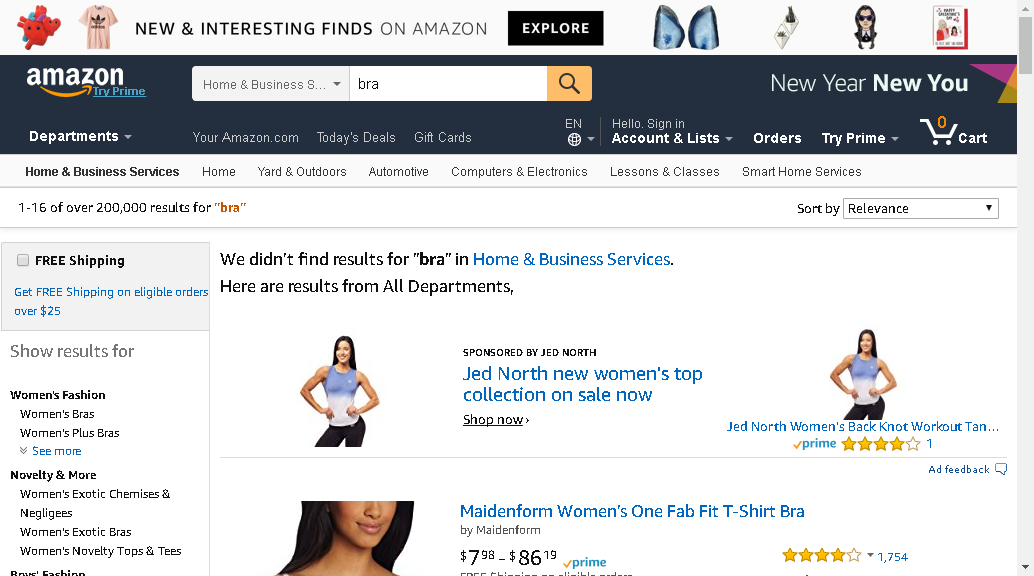 NEW & INTERESTING FINDS ON AMAZON
EXPLORE
amazon
Try Prime
Home & Business S...
bra
New Year New You
Departments
Your Amazon.com
Today's Deals
Gift Cards
EN
Hello. Sign in
Account & Lists
Orders
Try Prime
0
Cart
Home & Business Services
Home
Yard & Outdoors
Automotive
Computers & Electronics
Lessons & Classes
Smart Home Services
1-16 of over 200,000 results for "bra"
Sort by Relevance
FREE Shipping
Get FREE Shipping on eligible orders
over $25
Show results for
Women's Fashion
Women's Bras
Women's Plus Bras
See more
Novelty & More
Women's Exotic Chemises &
Negligees
Women's Exotic Bras
Women's Novelty Tops & Tees
Boys' Fashion
We didn't find results for "bra" in Home & Business Services.
Here are results from All Departments,
SPONSORED BY JED NORTH
Jed North new women's top
collection on sale now
Shop now ›
Jed North Women's Back Knot Workout Tan...
prime 1
Ad feedback
Maidenform Women's One Fab Fit T-Shirt Bra
by Maidenform
$7 98 - $86 19 prime
1,754
FREE Shipping on eligible orders